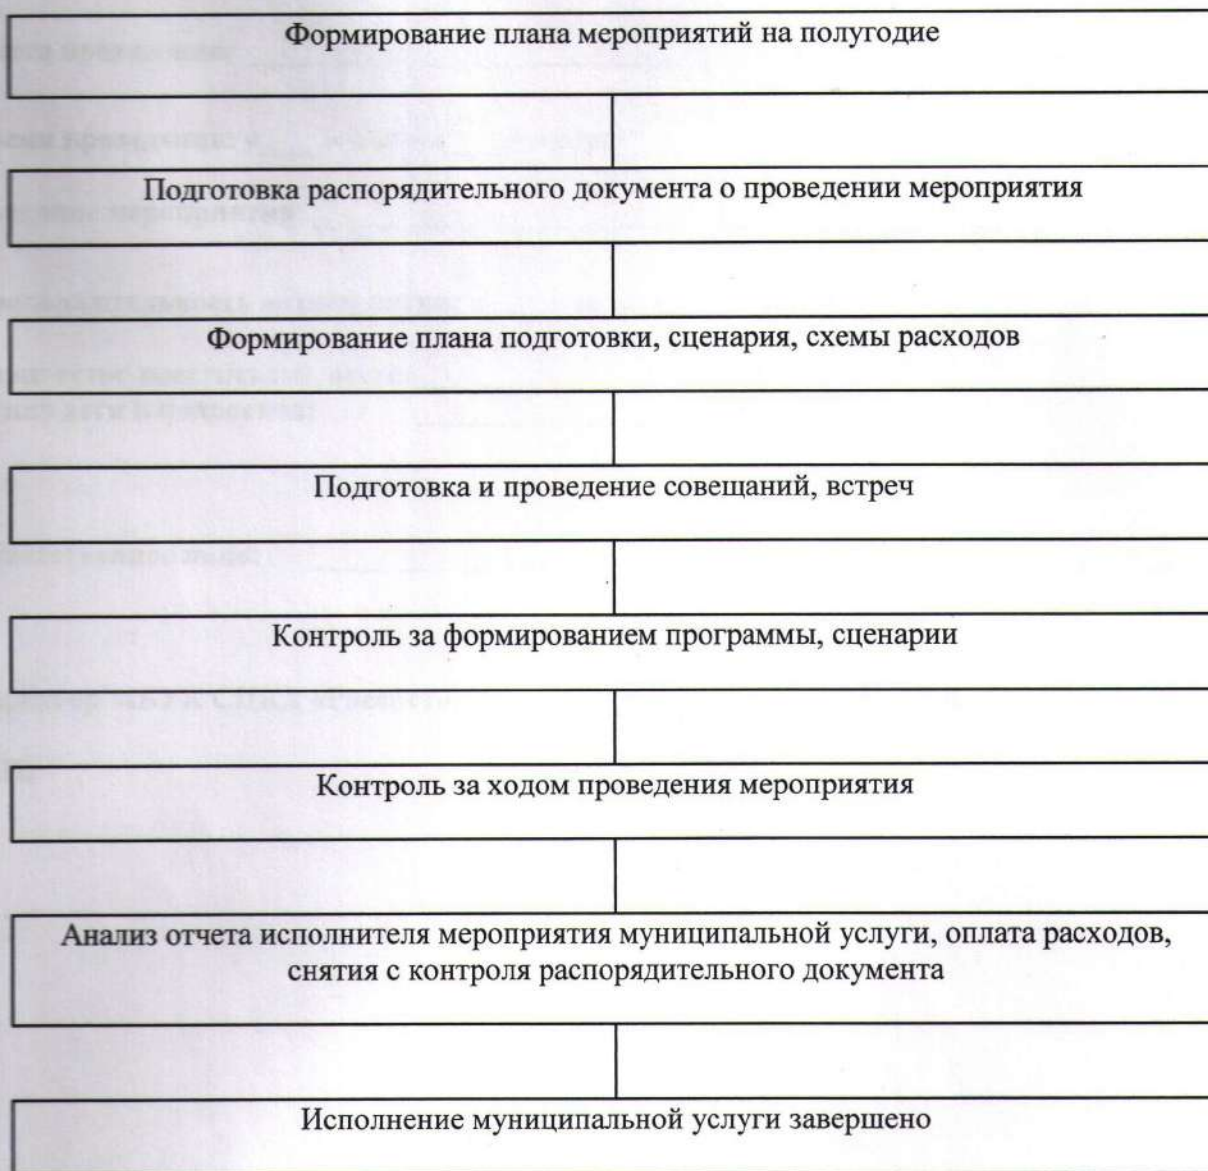 Формирование плана мероприятий на полугодие
Подготовка распорядительного документа о проведении мероприятия
Формирование плана подготовки, сценария, схемы расходов
Подготовка и проведение совещаний, встреч
Контроль за формированием программы, сценарии
Контроль за ходом проведения мероприятия
Анализ отчета исполнителя мероприятия муниципальной услуги, оплата расходов,
снятия с контроля распорядительного документа
Исполнение муниципальной услуги завершено